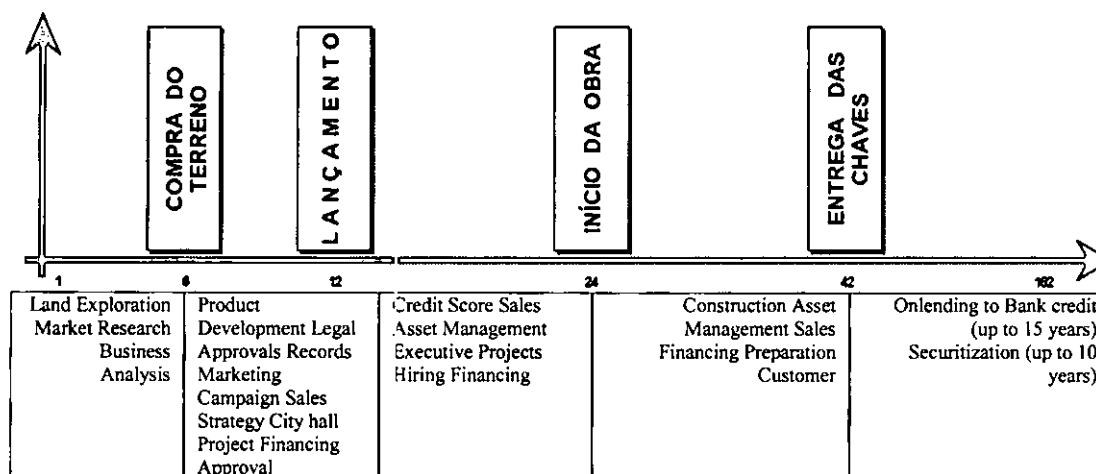 COMPRA DO
TERRENO
LANÇAMENTO
INÍCIO DA OBRA
ENTREGA DAS
CHAVES
1 6 12 24 42 162
Land Exploration
Market Research
Business
Analysis
Product
Development Legal
Approvals Records
Marketing
Campaign Sales
Strategy City hall
Project Financing
Approval
Credit Score Sales
Asset Management
Executive Projects
Hiring Financing
Construction Asset
Management Sales
Financing Preparation
Customer
Onlending to Bank credit
(up to 15 years)
Securitization (up to 10
years)